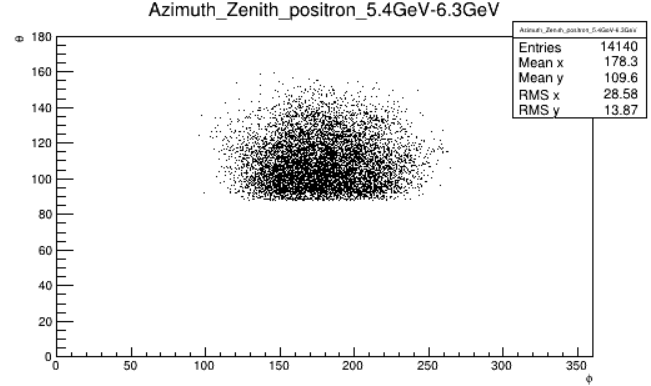 Azimuth_Zenith_positron_5.4GeV-6.3GeV
Azimuth_Zenith_positron_5.4GeV-6.3GeV
Entries 14140
Mean x 178.3
Mean y 109.6
RMS x 28.58
RMS y 13.87
θ
180
160
140
120
100
80
60
40
20
0
0 50 100 150 200 250 300 350
φ